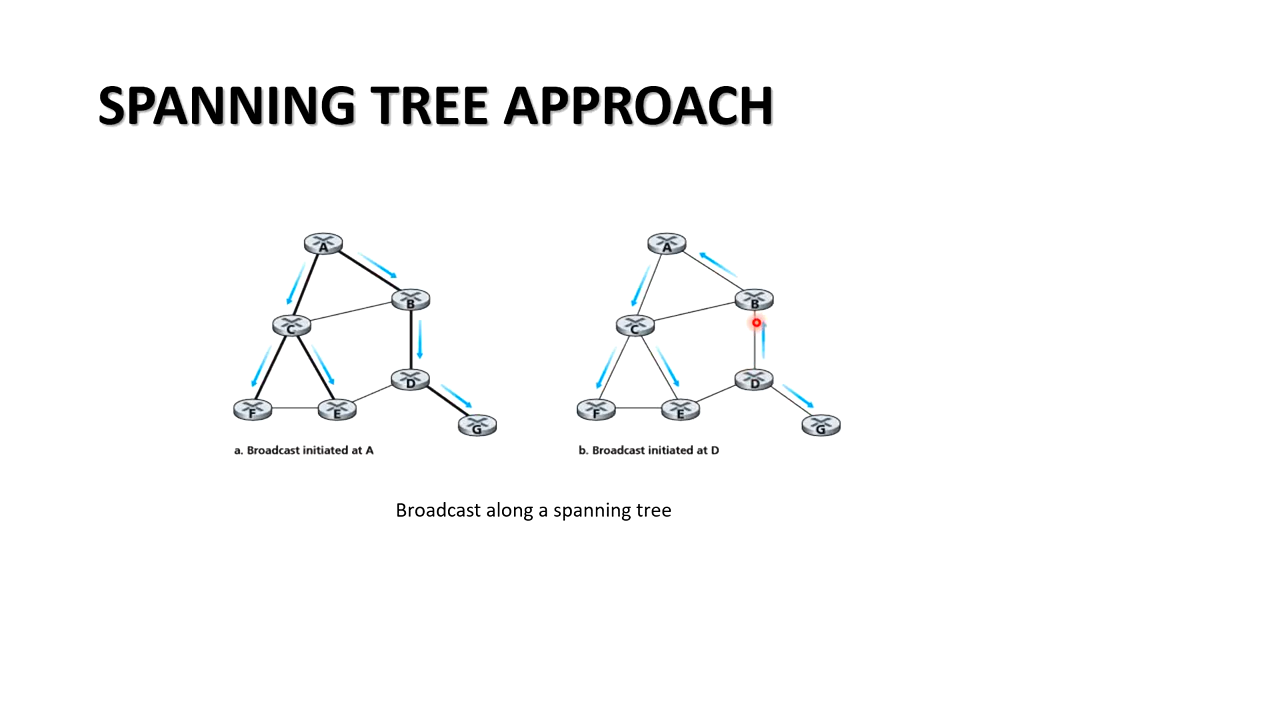 SPANNING TREE APPROACH
A
B
C
D
F
E
G
a. Broadcast initiated at A
A
B
C
D
F
E
G
b. Broadcast initiated at D
Broadcast along a spanning tree